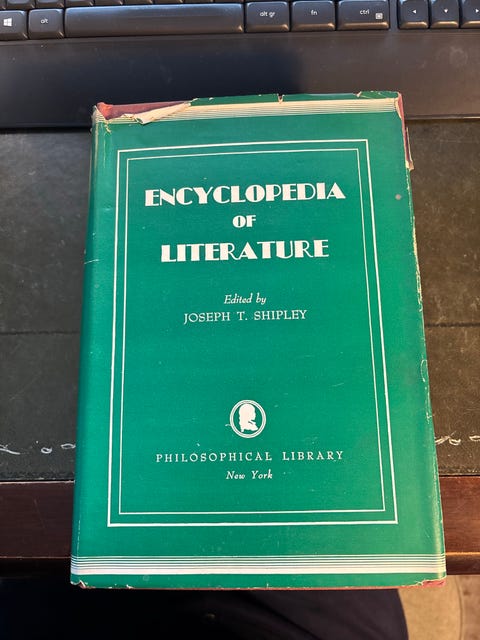 alt
alt gr
fn
ctrl
ENCYCLOPEDIA
OF
LITERATURE
Edited by
JOSEPH T. SHIPLEY
PHILOSOPHICAL LIBRARY
New York